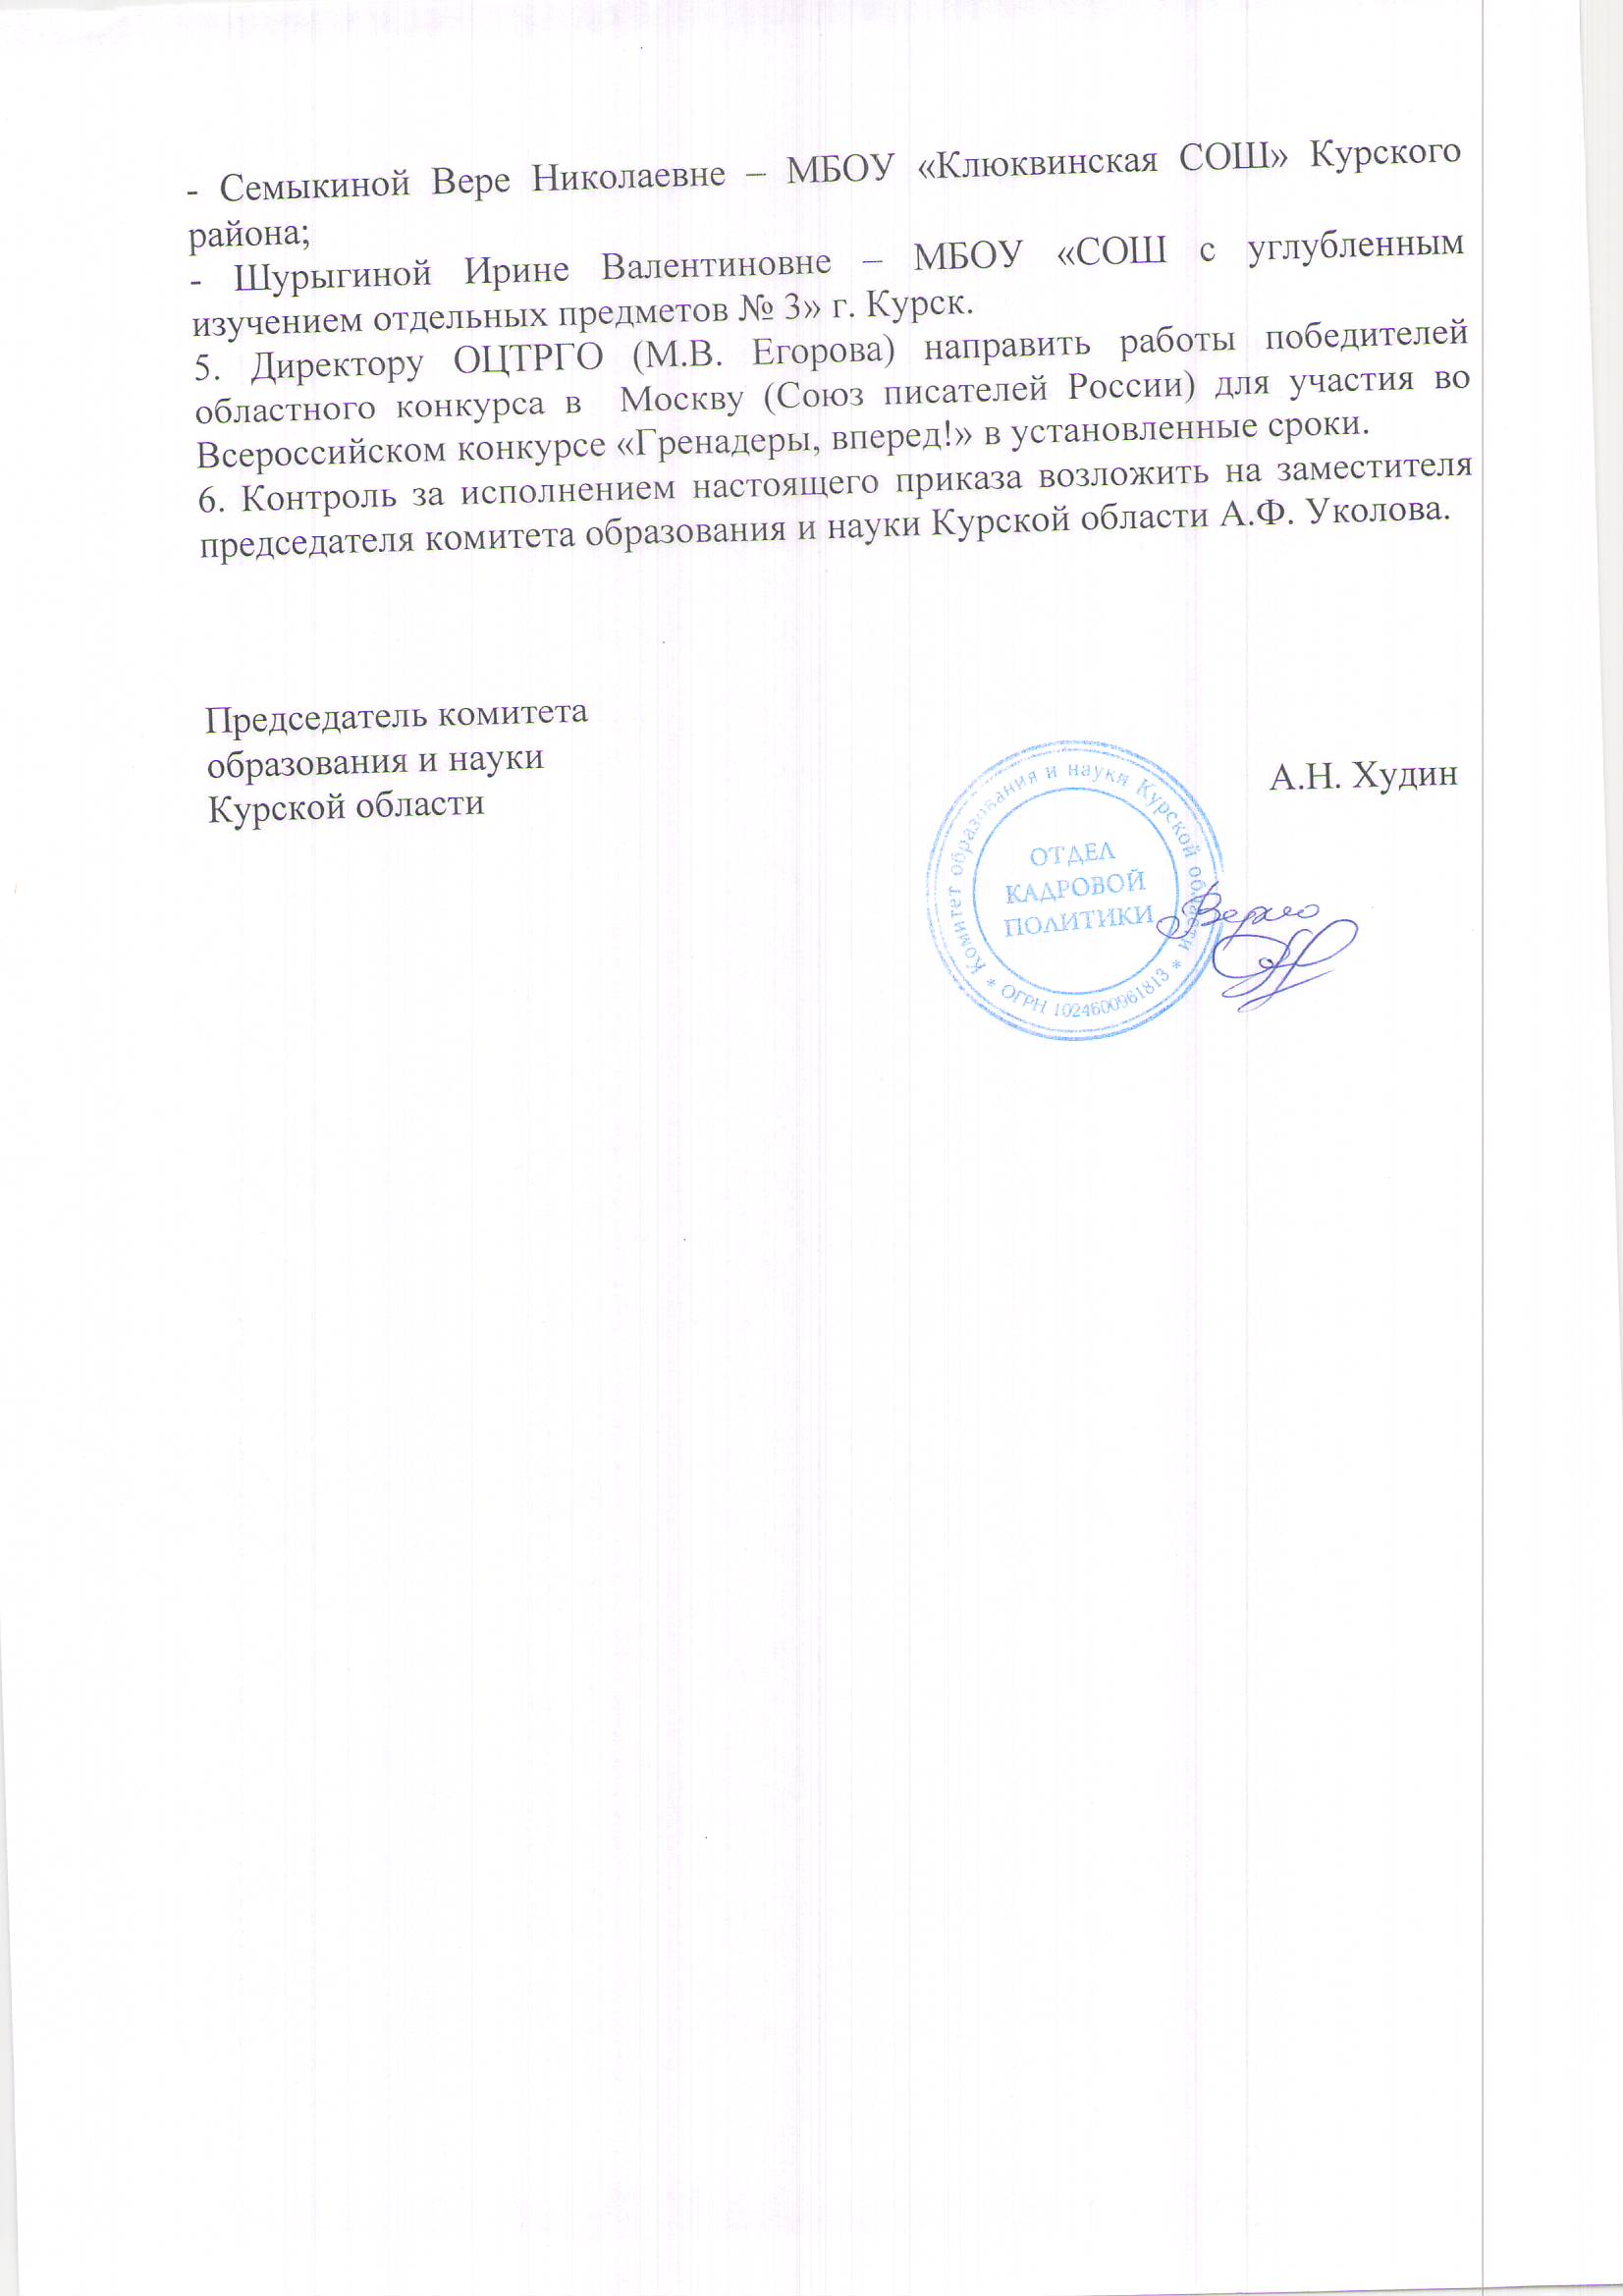 - Семыкиной Вере Николаевне – МБОУ «Клюквинская СОШ» Курского
района;
- Шурыгиной Ирине Валентиновне – МБОУ «СОШ с углубленным
изучением отдельных предметов № 3» г. Курск.
5. Директору ОЦТРГО (М.В. Егорова) направить работы победителей
областного конкурса в Москву (Союз писателей России) для участия во
Всероссийском конкурсе «Гренадеры, вперед!» в установленные сроки.
6. Контроль за исполнением настоящего приказа возложить на заместителя
председателя комитета образования и науки Курской области А.Ф. Уколова.
Председатель комитета
образования и науки
Курской области
А.Н. Худин
Комитет образования и науки Курской области
* ОГРН 1024600961813 *
ОТДЕЛ
КАДРОВОЙ
ПОЛИТИКИ
Верно